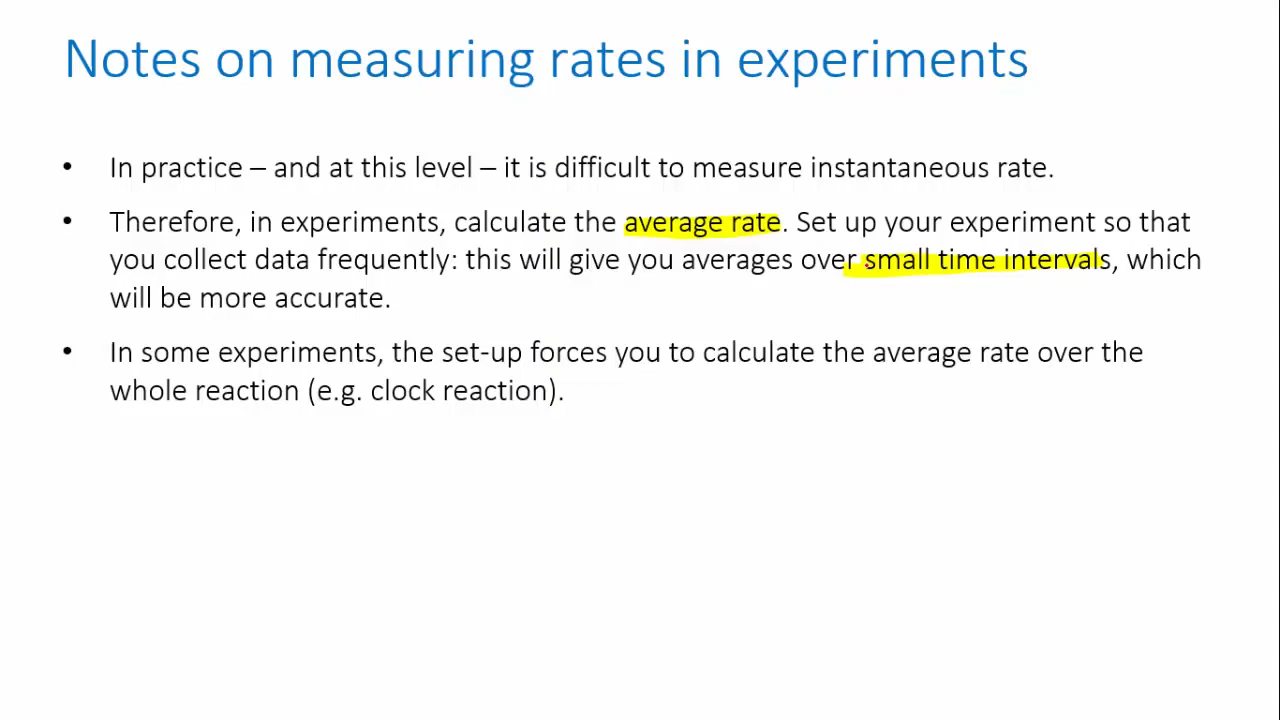 Notes on measuring rates in experiments
• In practice – and at this level – it is difficult to measure instantaneous rate.
• Therefore, in experiments, calculate the average rate. Set up your experiment so that
you collect data frequently: this will give you averages over small time intervals, which
will be more accurate.
• In some experiments, the set-up forces you to calculate the average rate over the
whole reaction (e.g. clock reaction).